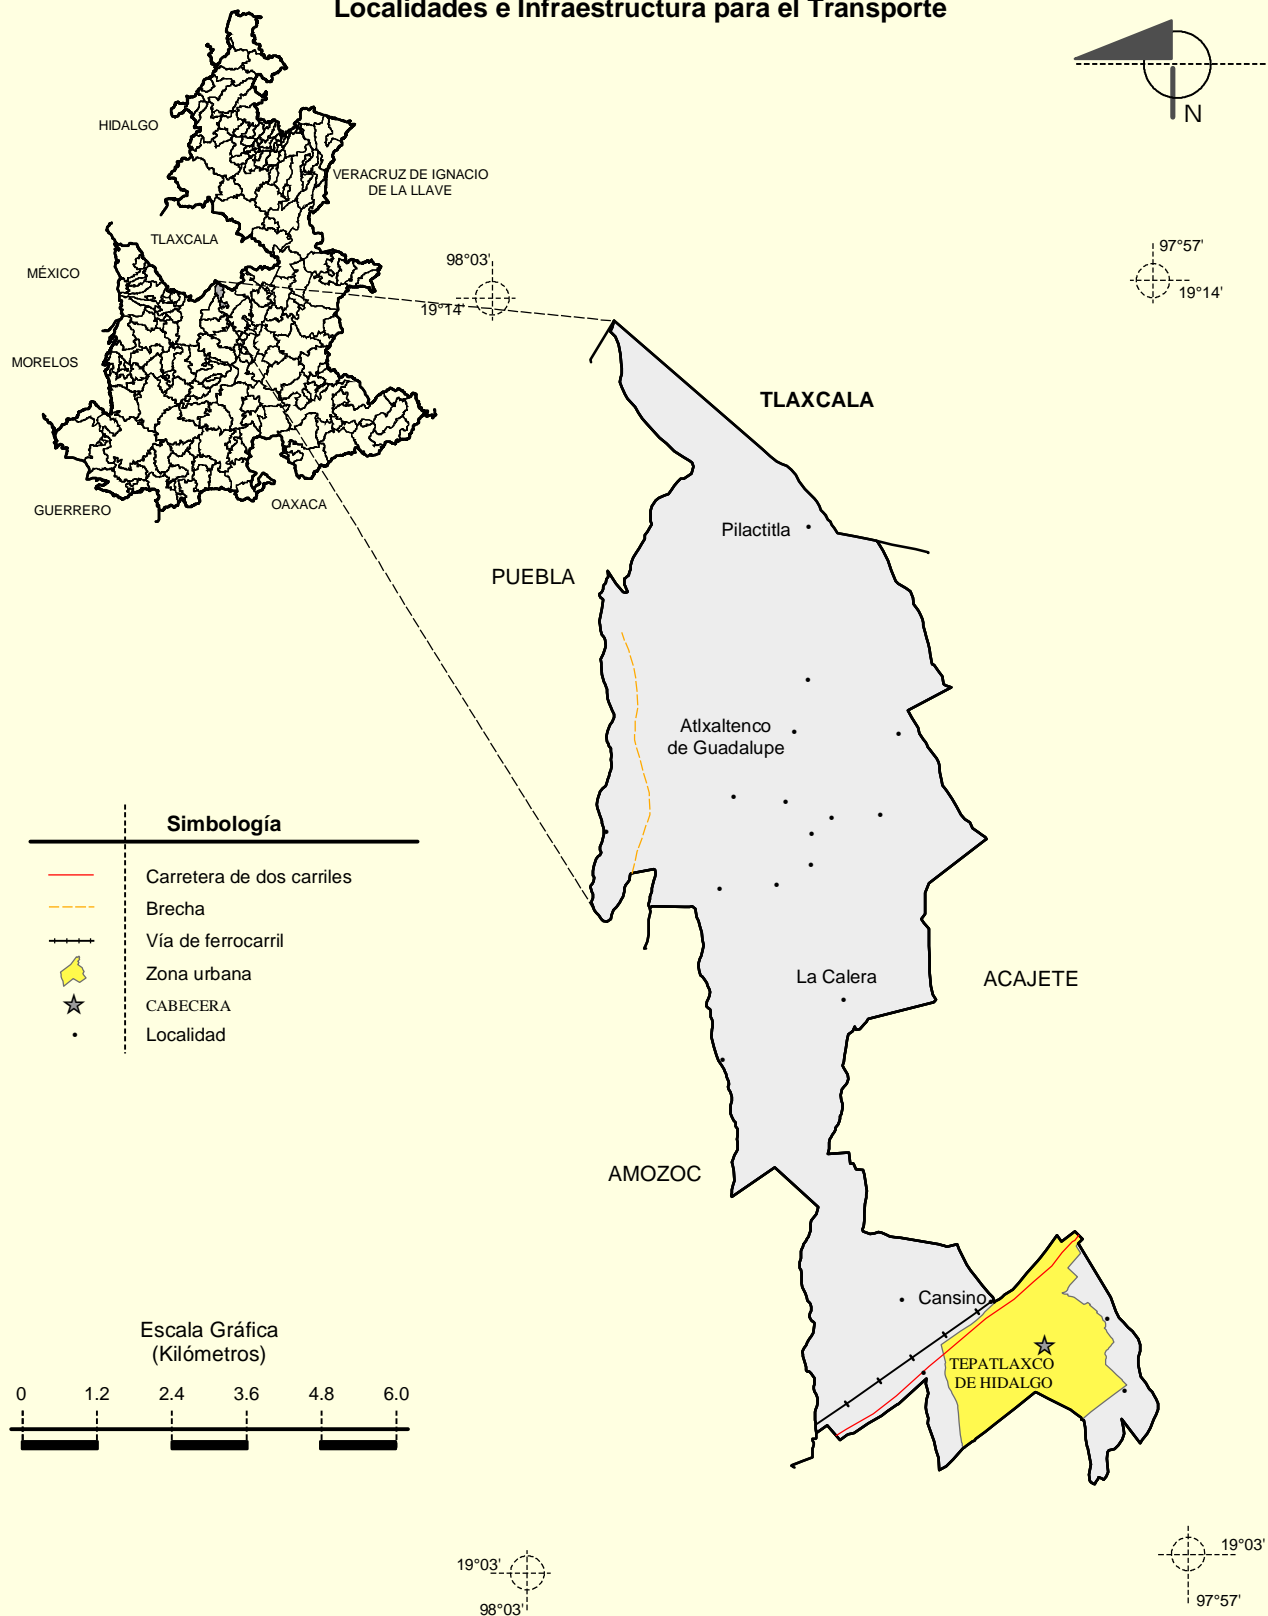 Localidades e Infraestructura para el Transporte
N
HIDALGO
VERACRUZ DE IGNACIO
DE LA LLAVE
TLAXCALA
MÉXICO
MORELOS
GUERRERO
OAXACA
98°03'
19°14'
97°57'
19°14'
TLAXCALA
Pilactitla
PUEBLA
Atlxaltenco
de Guadalupe
La Calera
ACAJETE
AMOZOC
Cansino
TEPATLAXCO
DE HIDALGO
Simbología
Carretera de dos carriles
Brecha
Vía de ferrocarril
Zona urbana
CABECERA
Localidad
Escala Gráfica
(Kilómetros)
0 1.2 2.4 3.6 4.8 6.0
19°03'
98°03'
19°03'
97°57'